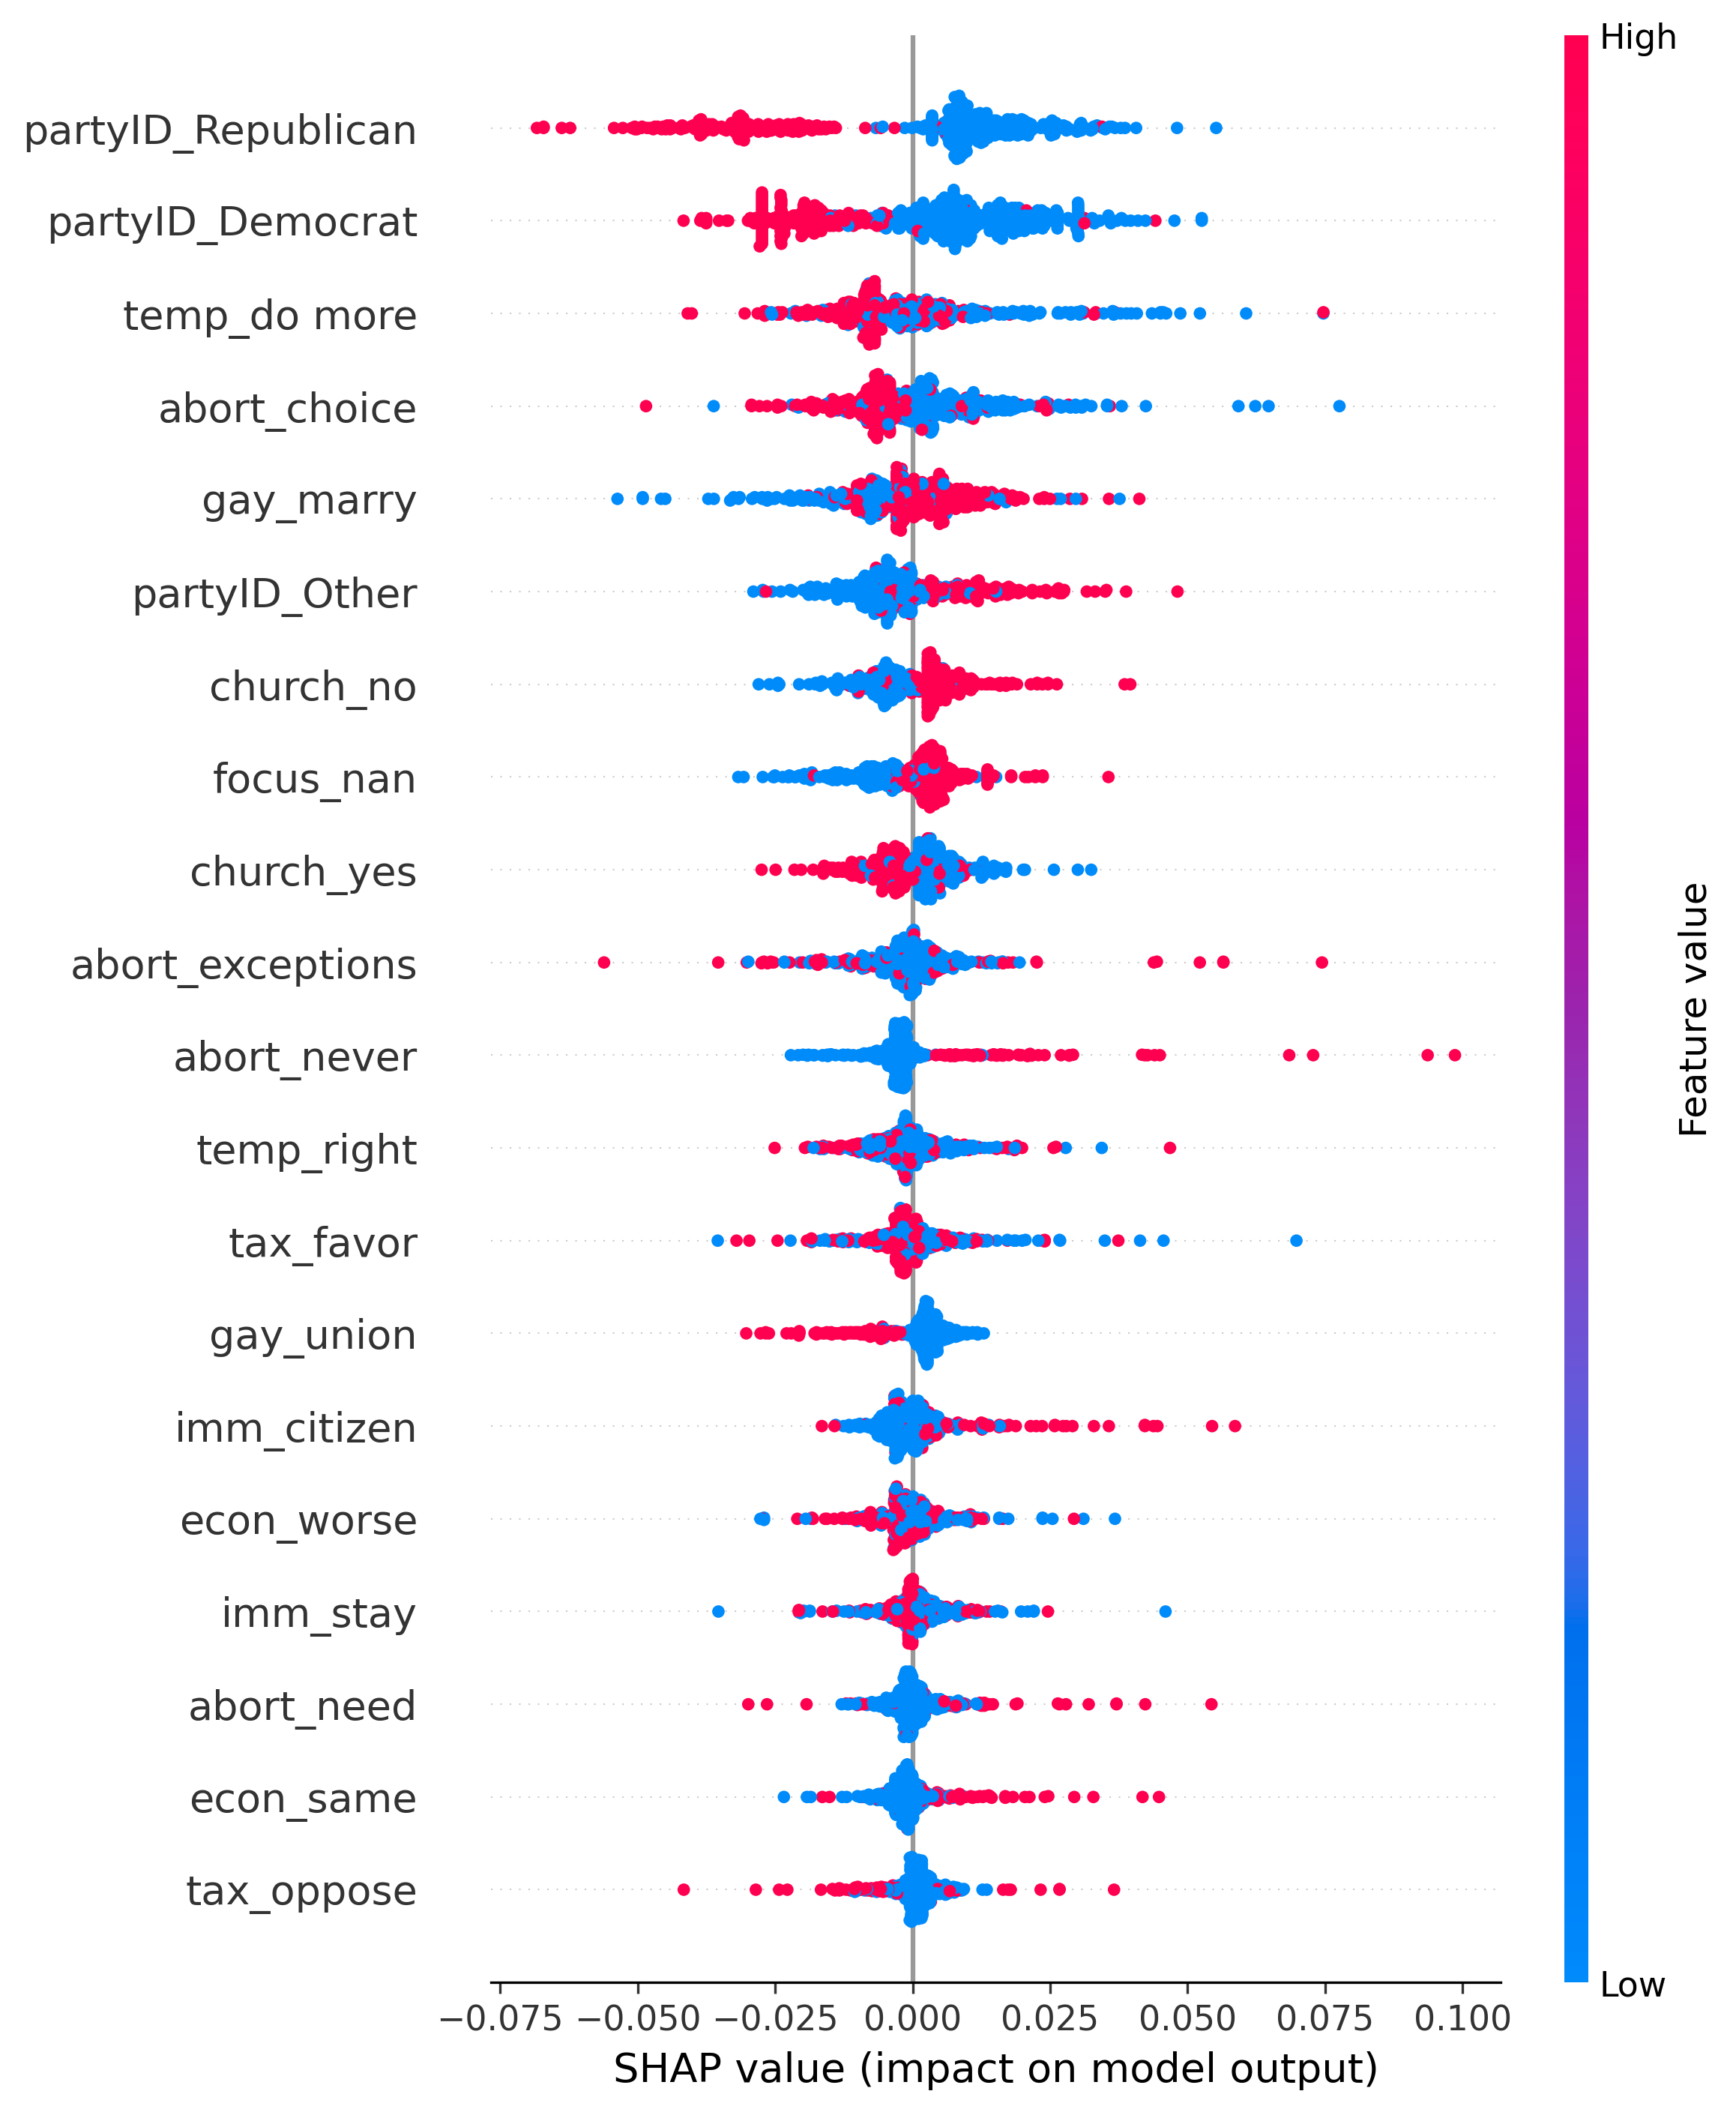 High
partyID_Republican
partyID_Democrat
temp_do more
abort_choice
gay_marry
partyID_Other
church_no
focus_nan
church_yes
abort_exceptions
abort_never
temp_right
tax_favor
gay_union
imm_citizen
econ_worse
imm_stay
abort_need
econ_same
tax_oppose
Feature value
Low
−0.075 −0.050 −0.025 0.000 0.025 0.050 0.075 0.100
SHAP value (impact on model output)